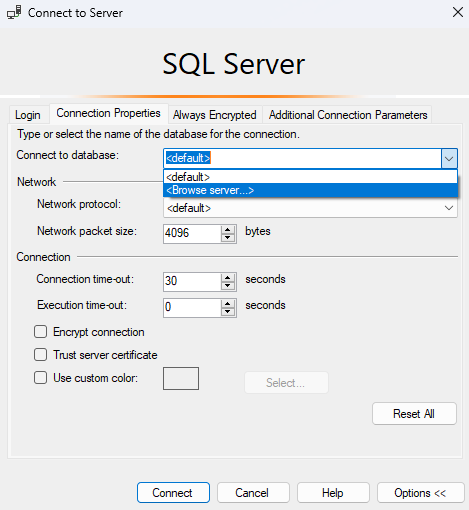 Connect to Server
SQL Server
Login Connection Properties Always Encrypted Additional Connection Parameters
Type or select the name of the database for the connection.
Connect to database: <default>
<default>
Network <Browse server...>
Network protocol: <default>
Network packet size: 4096 bytes
Connection
Connection time-out: 30 seconds
Execution time-out: 0 seconds
Encrypt connection
Trust server certificate
Use custom color: Select...
Reset All
Connect Cancel Help Options <<